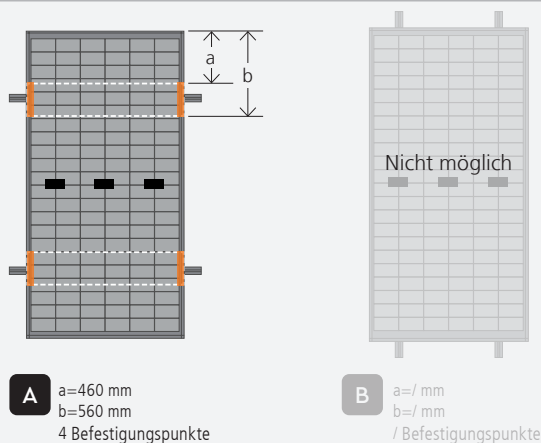 a
b
Nicht möglich
A
a=460 mm
b=560 mm
4 Befestigungspunkte
B
a=/ mm
b=/ mm
/ Befestigungspunkte